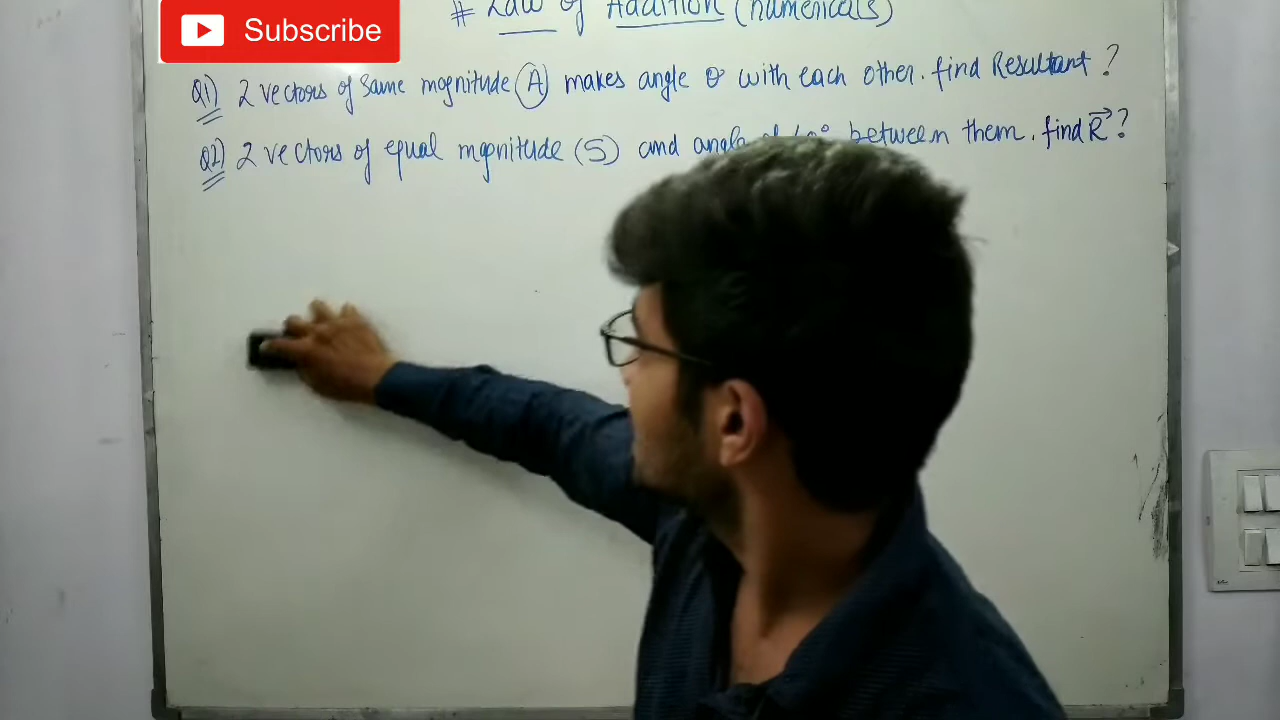 Subscribe
# Law of Addition (numericals)
Q1) 2 vectors of same magnitude (A) makes angle θ with each other. find Resultant ?
Q2) 2 vectors of equal magnitude (5) and angle between them. find R⃗ ?